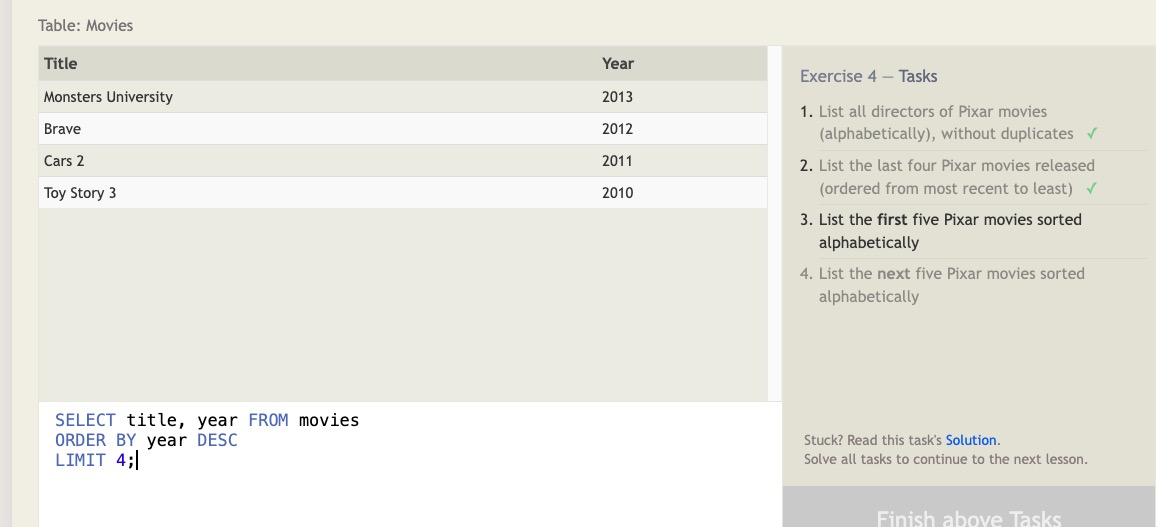 Table: Movies
Title Year
Monsters University 2013
Brave 2012
Cars 2 2011
Toy Story 3 2010
SELECT title, year FROM movies
ORDER BY year DESC
LIMIT 4;
Exercise 4 — Tasks
1. List all directors of Pixar movies
(alphabetically), without duplicates ✓
2. List the last four Pixar movies released
(ordered from most recent to least) ✓
3. List the first five Pixar movies sorted
alphabetically
4. List the next five Pixar movies sorted
alphabetically
Stuck? Read this task's Solution.
Solve all tasks to continue to the next lesson.
Finish above Tasks